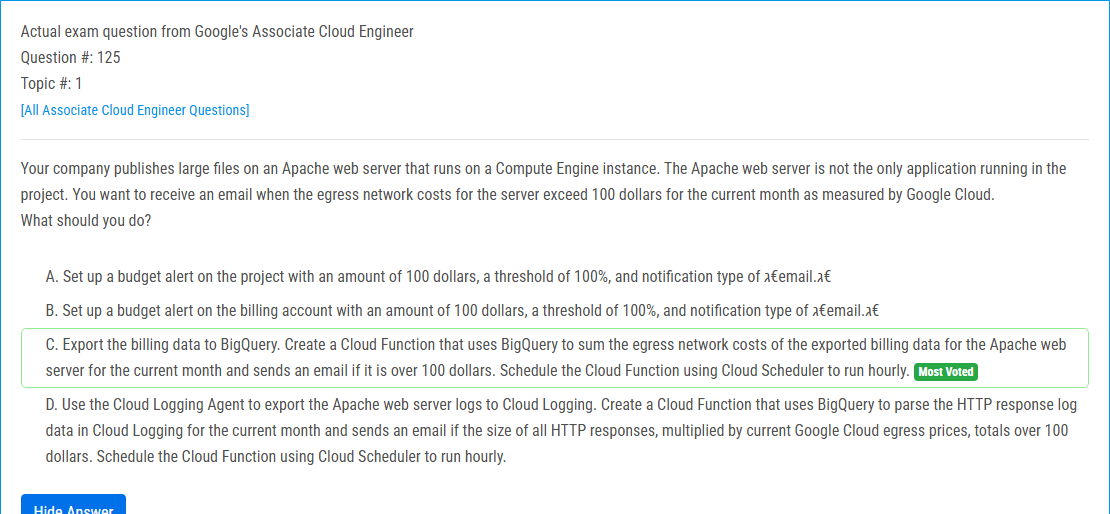 Actual exam question from Google's Associate Cloud Engineer
Question #: 125
Topic #: 1
[All Associate Cloud Engineer Questions]
Your company publishes large files on an Apache web server that runs on a Compute Engine instance. The Apache web server is not the only application running in the
project. You want to receive an email when the egress network costs for the server exceed 100 dollars for the current month as measured by Google Cloud.
What should you do?
A. Set up a budget alert on the project with an amount of 100 dollars, a threshold of 100%, and notification type of ג€email.ג€
B. Set up a budget alert on the billing account with an amount of 100 dollars, a threshold of 100%, and notification type of ג€email.ג€
C. Export the billing data to BigQuery. Create a Cloud Function that uses BigQuery to sum the egress network costs of the exported billing data for the Apache web
server for the current month and sends an email if it is over 100 dollars. Schedule the Cloud Function using Cloud Scheduler to run hourly. Most Voted
D. Use the Cloud Logging Agent to export the Apache web server logs to Cloud Logging. Create a Cloud Function that uses BigQuery to parse the HTTP response log
data in Cloud Logging for the current month and sends an email if the size of all HTTP responses, multiplied by current Google Cloud egress prices, totals over 100
dollars. Schedule the Cloud Function using Cloud Scheduler to run hourly.
Hide Answer